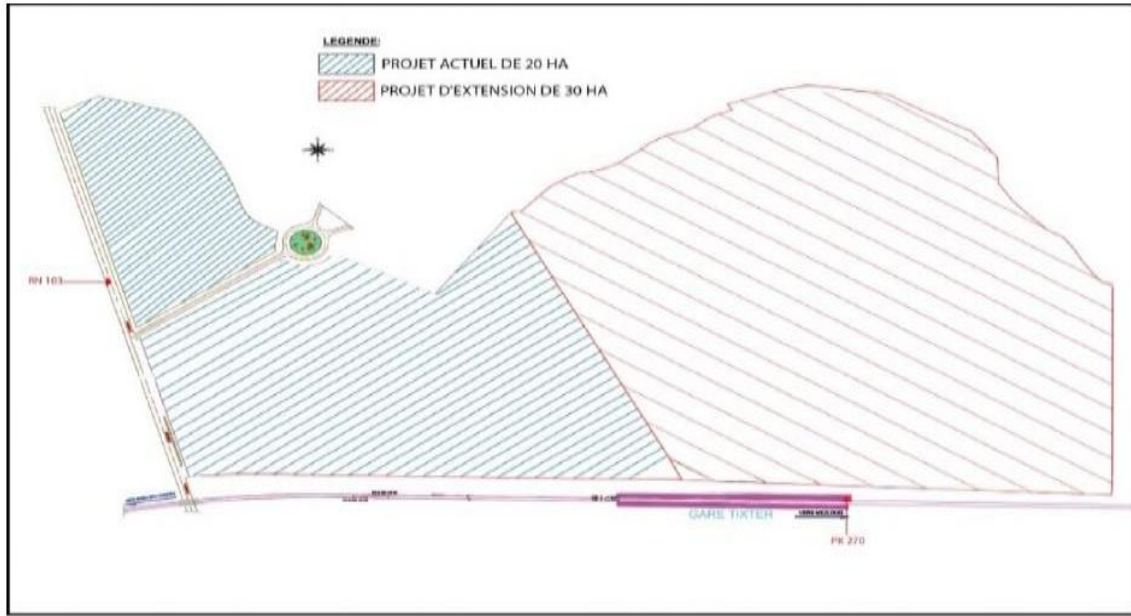 LEGENDE:
PROJET ACTUEL DE 20 HA
PROJET D'EXTENSION DE 30 HA
RN 103
GARE TIXTER
PK 270